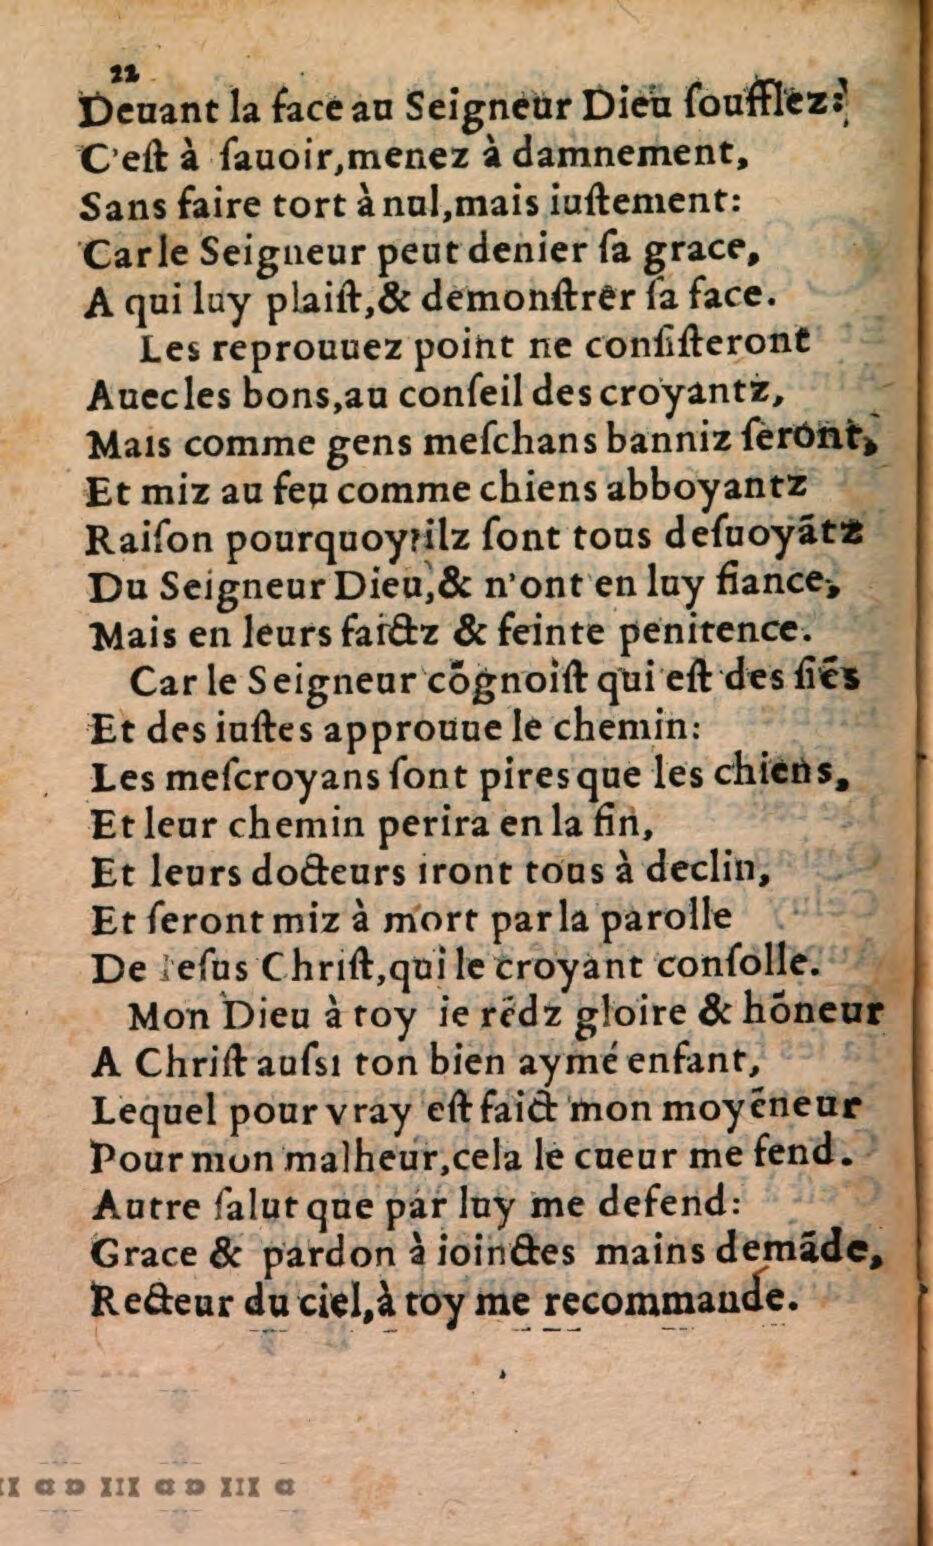 22
Deuant la face au Seigneur Dieu ſoufflez:
C'eſt à ſauoir,menez à damnement,
Sans faire tort à nul,mais iuſtement:
Car le Seigneur peut denier ſa grace,
A qui luy plaiſt,& demonſtrer ſa face.
Les reprouuez point ne conſiſteront
Auec les bons,au conſeil des croyantz,
Mais comme gens meſchans banniz ſeront,
Et miz au feu comme chiens abboyantz
Raiſon pourquoy?ilz ſont tous deſuoyãtz
Du Seigneur Dieu,& n'ont en luy fiance,
Mais en leurs faictz & feinte penitence.
Car le Seigneur cõgnoiſt qui eſt des ſiẽs
Et des iuſtes approuue le chemin:
Les meſcroyans ſont pires que les chiens,
Et leur chemin perira en la fin,
Et leurs docteurs iront tous à declin,
Et ſeront miz à mort par la parolle
De Ieſus Chriſt,qui le croyant conſolle.
Mon Dieu à toy ie rẽdz gloire & hõneur
A Chriſt auſsi ton bien aymé enfant,
Lequel pour vray eſt faict mon moyẽneur
Pour mon malheur,cela le cueur me fend.
Autre ſalut que par luy me defend:
Grace & pardon à ioinctes mains demãde,
Recteur du ciel,à toy me recommande.